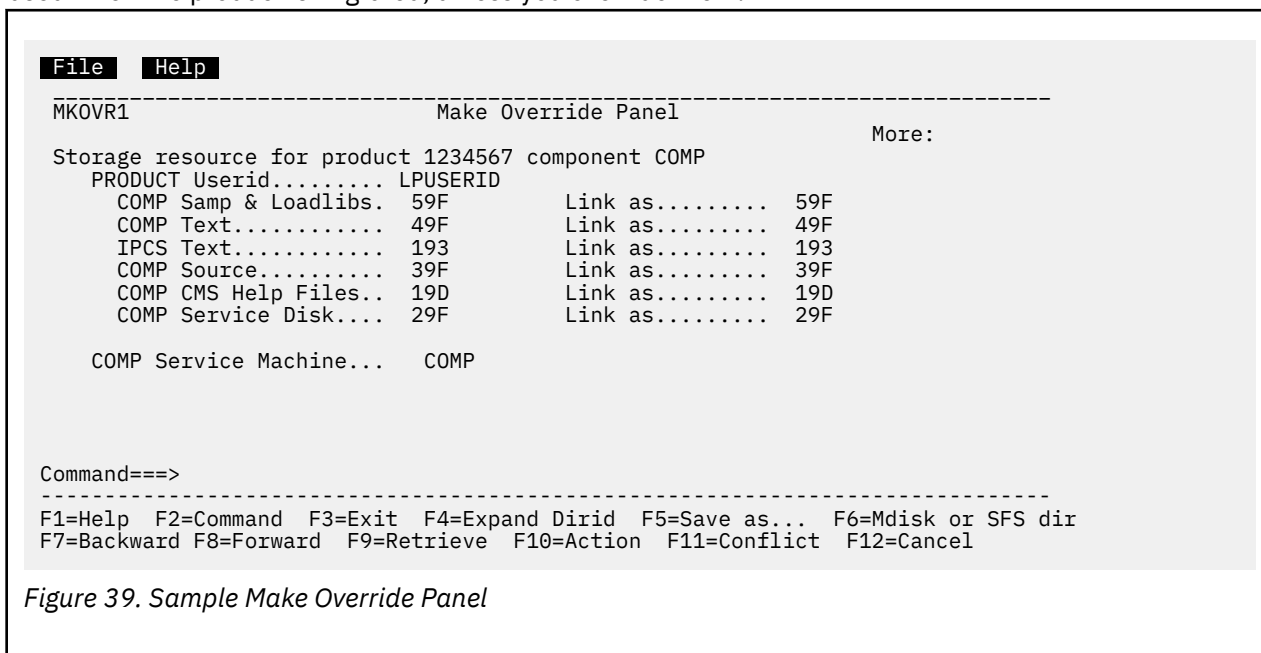 File Help
MKOVR1 Make Override Panel
More:
Storage resource for product 1234567 component COMP
PRODUCT Userid......... LPUSERID
COMP Samp & Loadlibs. 59F Link as......... 59F
COMP Text............ 49F Link as......... 49F
IPCS Text............ 193 Link as......... 193
COMP Source.......... 39F Link as......... 39F
COMP CMS Help Files.. 19D Link as......... 19D
COMP Service Disk.... 29F Link as......... 29F
COMP Service Machine... COMP
Command===>
-------------------------------------------------------------------------------
F1=Help F2=Command F3=Exit F4=Expand Dirid F5=Save as... F6=Mdisk or SFS dir
F7=Backward F8=Forward F9=Retrieve F10=Action F11=Conflict F12=Cancel
Figure 39. Sample Make Override Panel